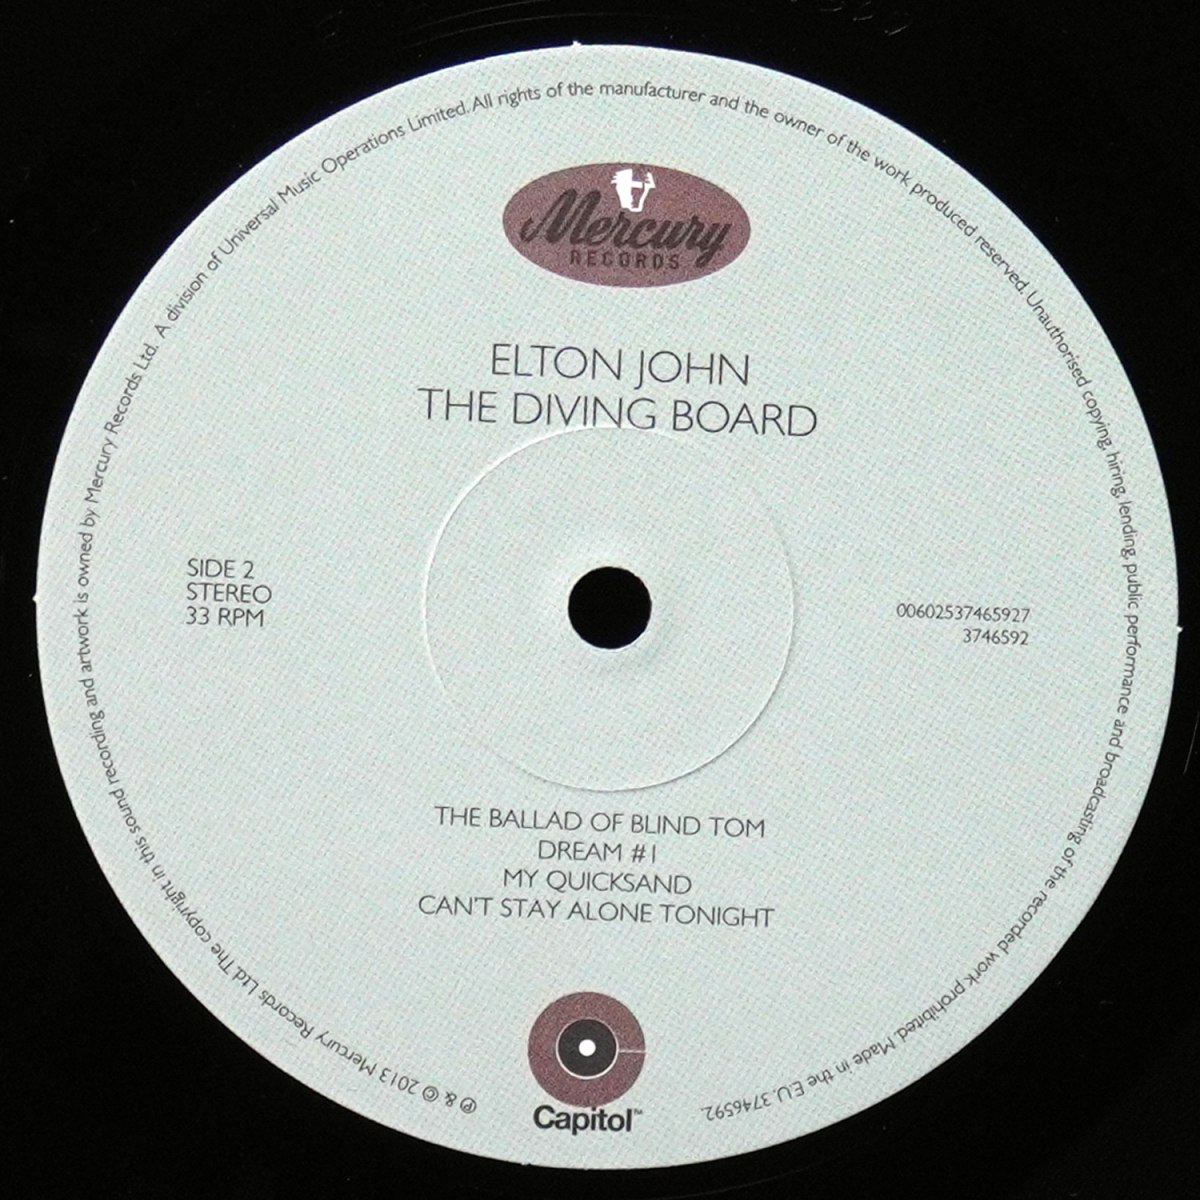 Mercury
RECORDS
ELTON JOHN
THE DIVING BOARD
SIDE 2
STEREO
33 RPM
00602537465927
3746592
THE BALLAD OF BLIND TOM
DREAM #1
MY QUICKSAND
CAN'T STAY ALONE TONIGHT
Capitol™
℗ & © 2013 Mercury Records Ltd. The copyright in this sound recording and artwork is owned by Mercury Records Ltd. A division of Universal Music Operations Limited. All rights of the manufacturer and the owner of the work produced reserved. Unauthorised copying, hiring, lending, public performance and broadcasting of the recorded work prohibited. Made in the EU. 3746592.